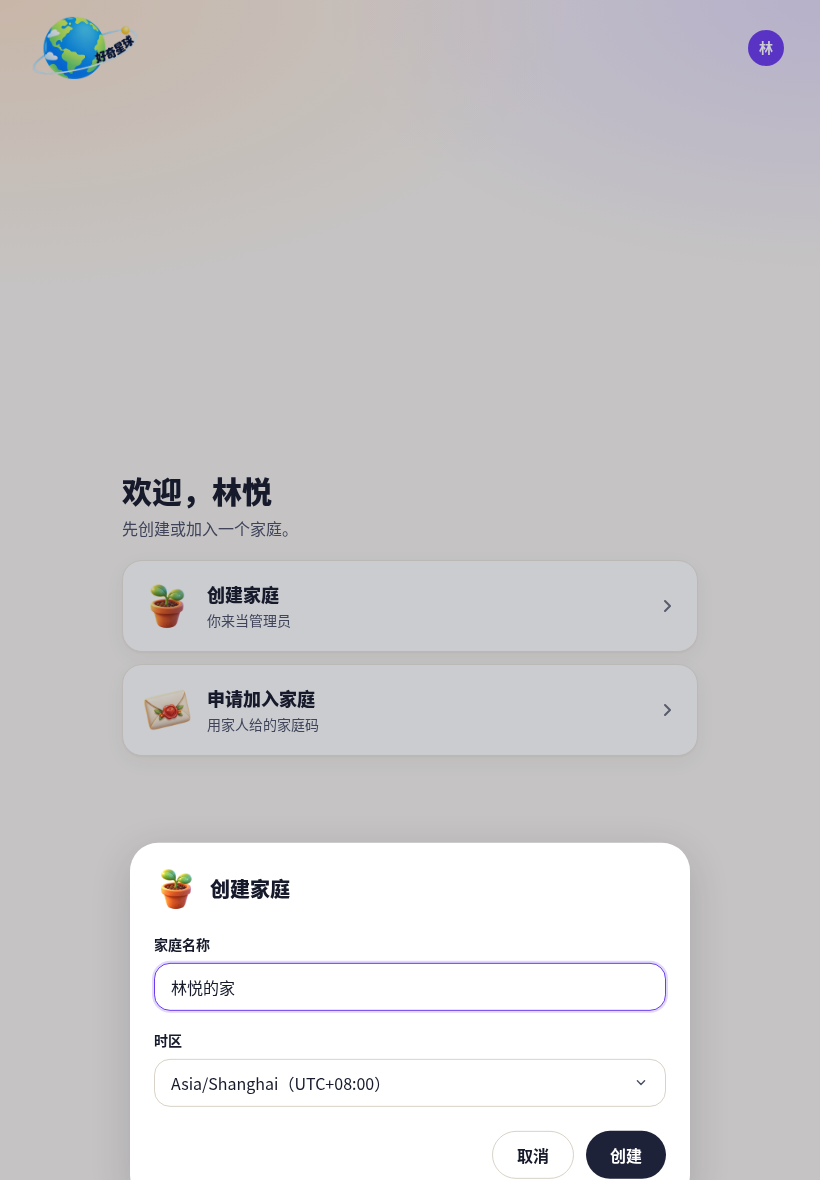 好奇星球
林
欢迎，林悦
先创建或加入一个家庭。
创建家庭
你来当管理员
申请加入家庭
用家人给的家庭码
创建家庭
家庭名称
林悦的家
时区
Asia/Shanghai（UTC+08:00）
取消
创建